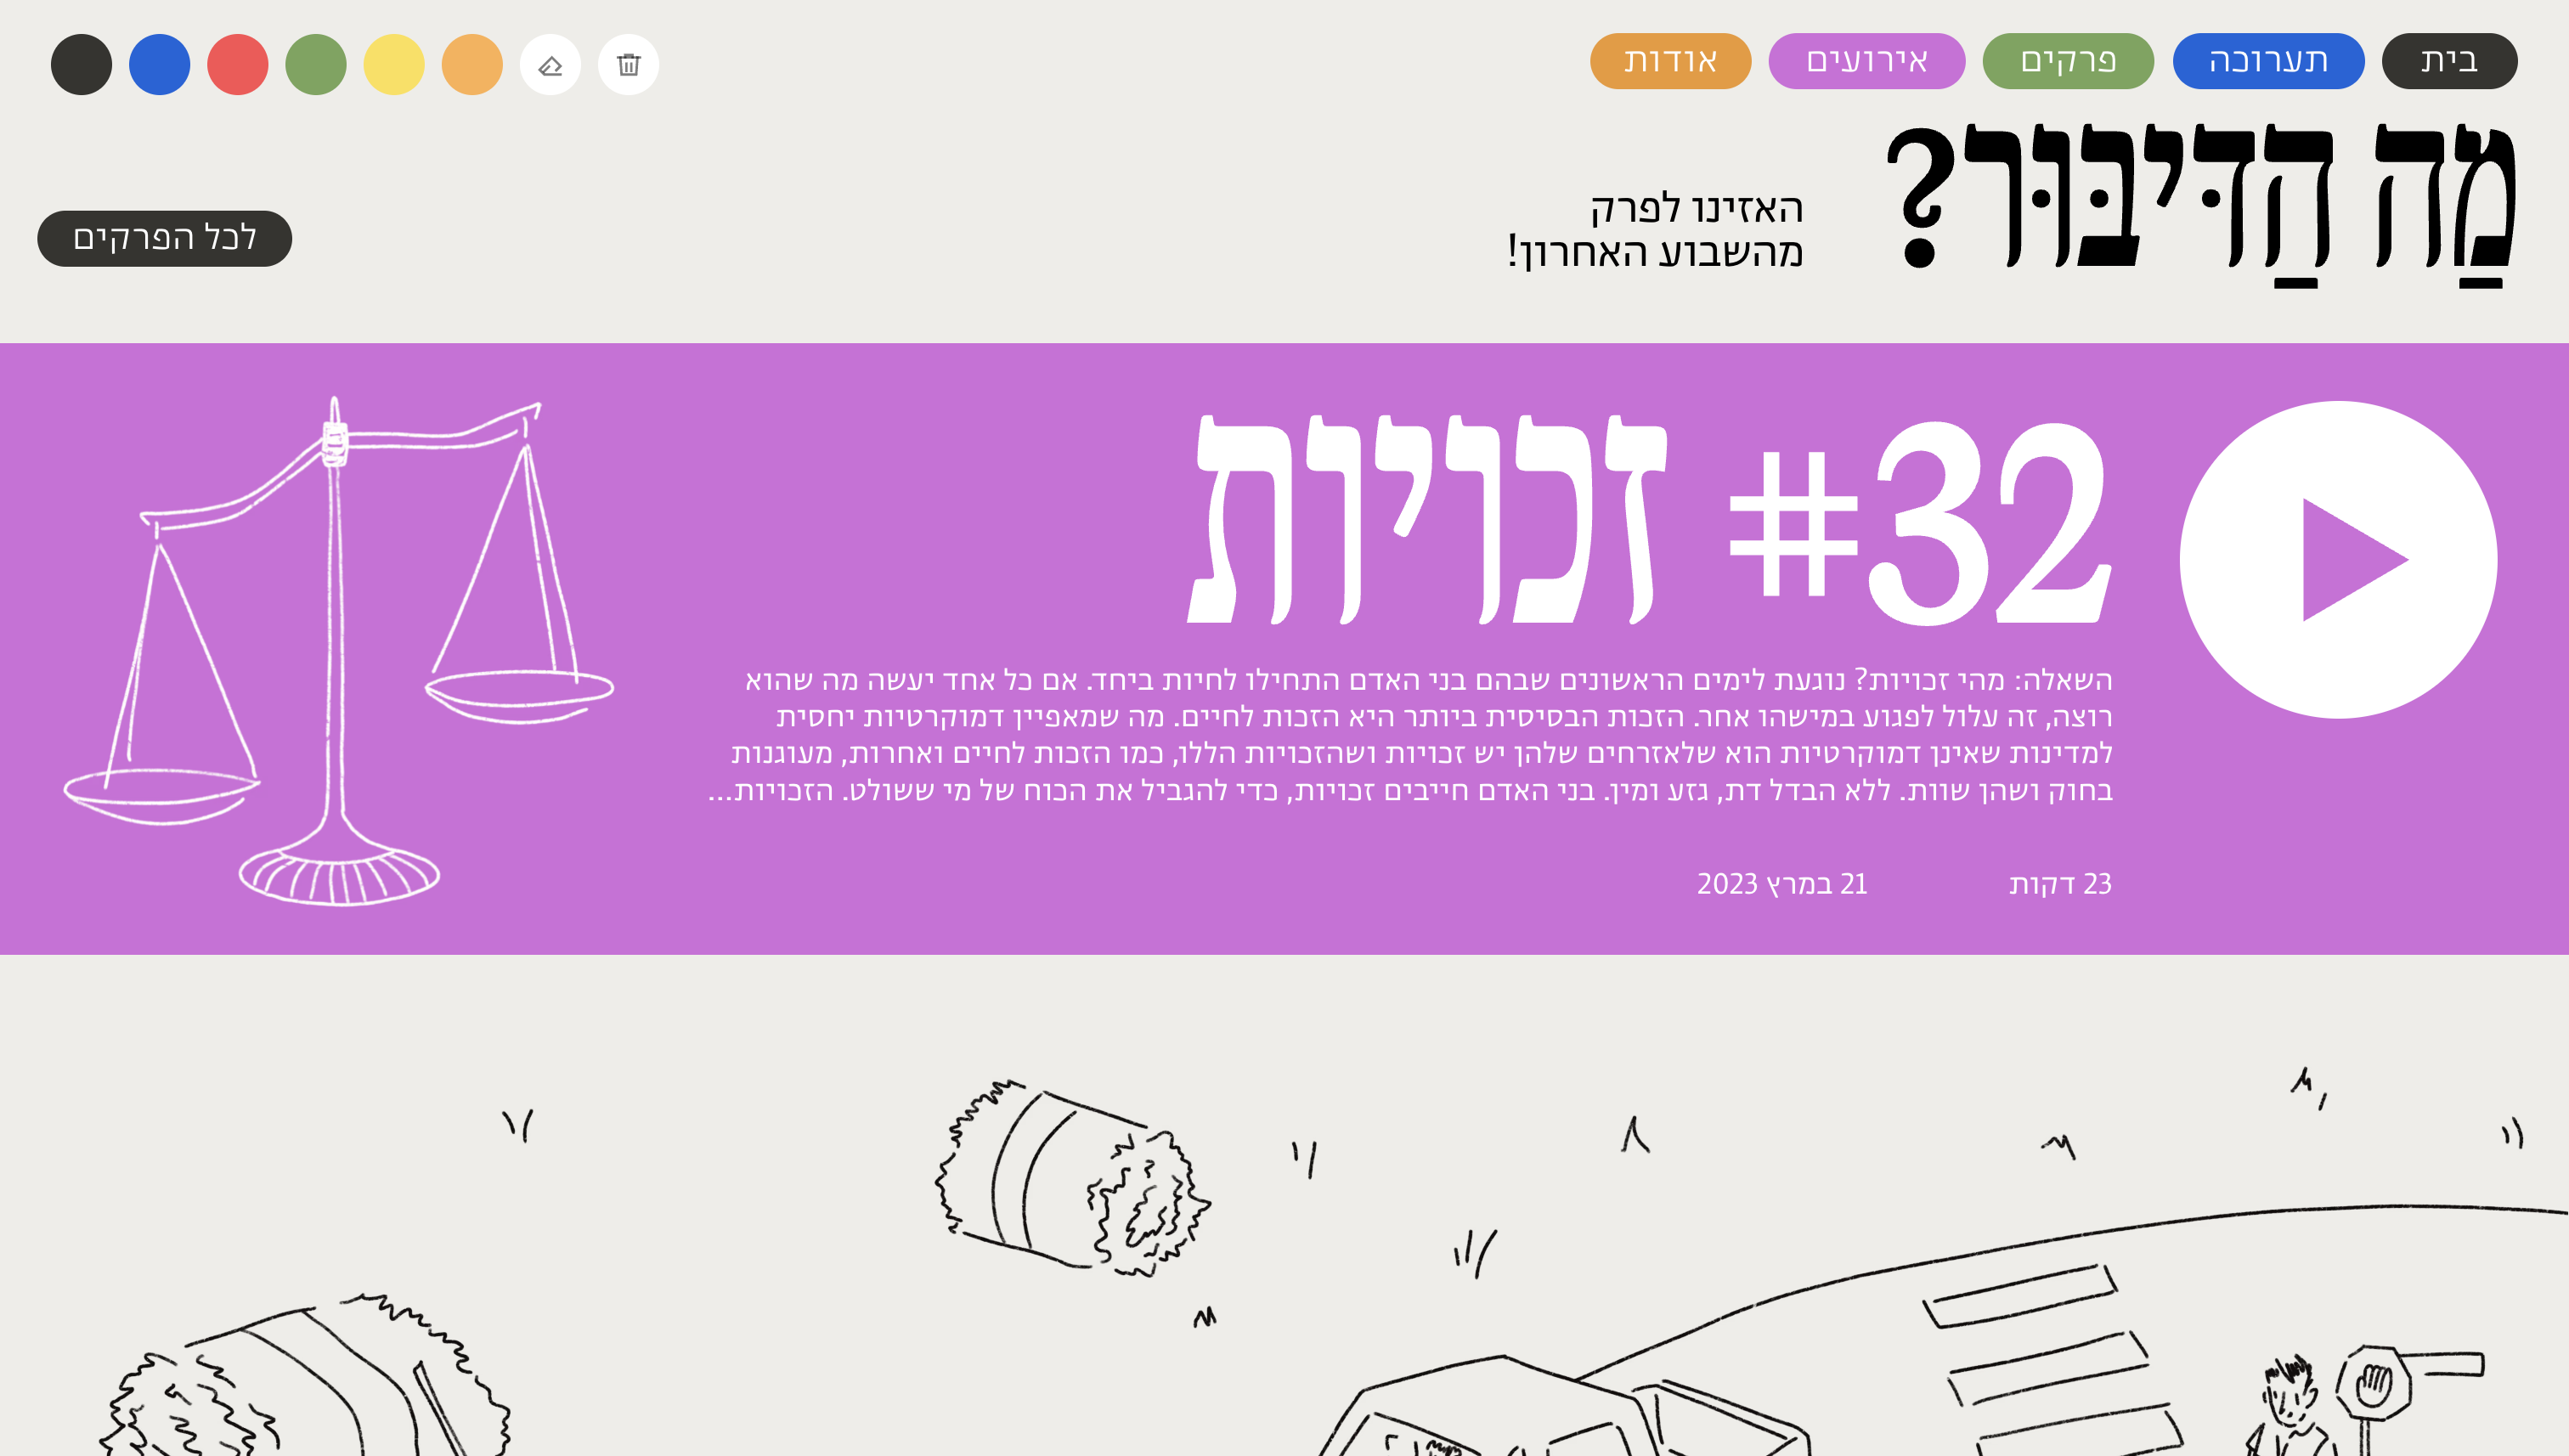 בית
תערוכה
פרקים
אירועים
אודות
מַה הַדִּיבּוּר?
האזינו לפרק
מהשבוע האחרון!
לכל הפרקים
#32 זכויות
השאלה: מהי זכויות? נוגעת לימים הראשונים שבהם בני האדם התחילו לחיות ביחד. אם כל אחד יעשה מה שהוא
רוצה, זה עלול לפגוע במישהו אחר. הזכות הבסיסית ביותר היא הזכות לחיים. מה שמאפיין דמוקרטיות יחסית
למדינות שאינן דמוקרטיות הוא שלאזרחים שלהן יש זכויות ושהזכויות הללו, כמו הזכות לחיים ואחרות, מעוגנות
בחוק ושהן שוות. ללא הבדל דת, גזע ומין. בני האדם חייבים זכויות, כדי להגביל את הכוח של מי ששולט. הזכויות...
23 דקות
21 במרץ 2023